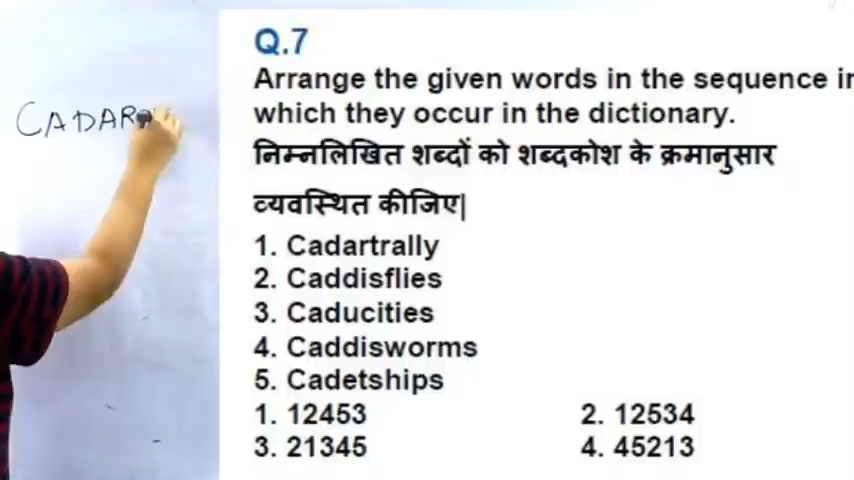 CADAR
Q.7
Arrange the given words in the sequence in
which they occur in the dictionary.
निम्नलिखित शब्दों को शब्दकोश के क्रमानुसार
व्यवस्थित कीजिए|
1. Cadartrally
2. Caddisflies
3. Caducities
4. Caddisworms
5. Cadetships
1. 12453 2. 12534
3. 21345 4. 45213